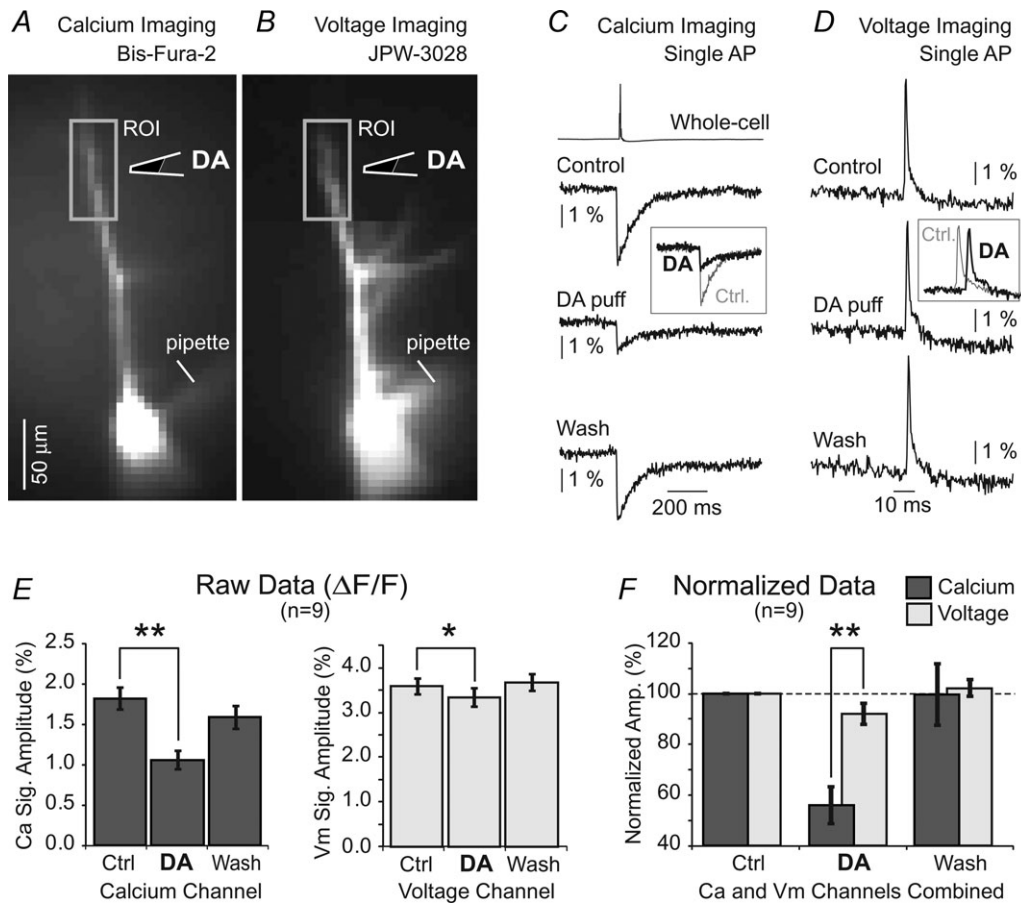 A Calcium Imaging
Bis-Fura-2
B Voltage Imaging
JPW-3028
ROI
DA
pipette
50 µm
ROI
DA
pipette
C Calcium Imaging
Single AP
Whole-cell
Control
1 %
DA
Ctrl.
DA puff
1 %
Wash
1 %
200 ms
D Voltage Imaging
Single AP
Control
1 %
Ctrl.
DA
DA puff
1 %
Wash
1 %
10 ms
E Raw Data (ΔF/F)
(n=9)
Ca Sig. Amplitude (%)
2.5
2.0
1.5
1.0
0.5
0.0
**
Ctrl DA Wash
Calcium Channel
Vm Sig. Amplitude (%)
4.0
3.0
2.0
1.0
0.0
*
Ctrl DA Wash
Voltage Channel
F Normalized Data
(n=9)
Calcium
Voltage
Normalized Amp. (%)
120
100
80
60
40
**
Ctrl DA Wash
Ca and Vm Channels Combined